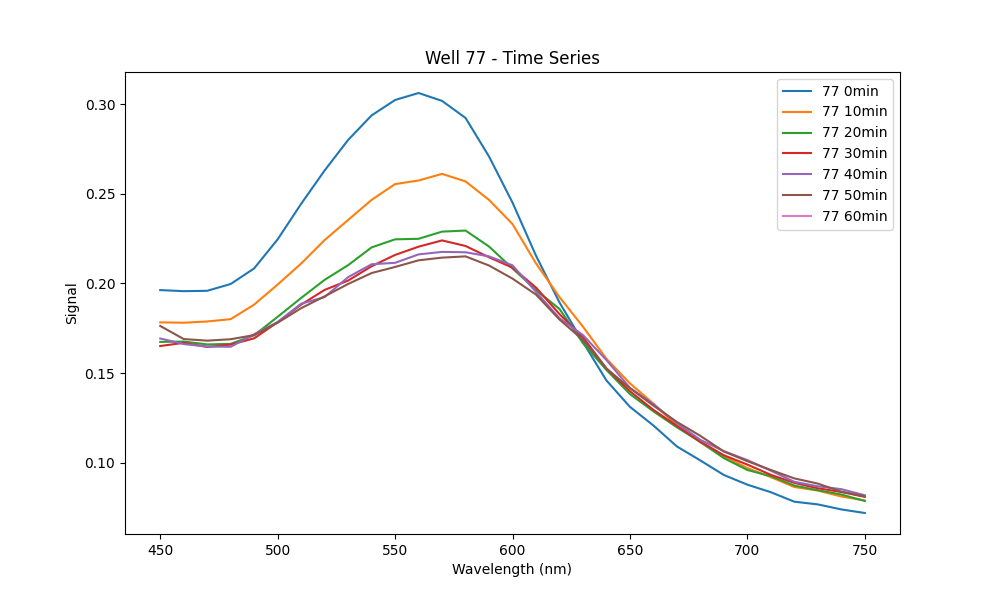 Well 77 - Time Series
77 0min
77 10min
77 20min
77 30min
77 40min
77 50min
77 60min
Signal
0.30
0.25
0.20
0.15
0.10
450 500 550 600 650 700 750
Wavelength (nm)